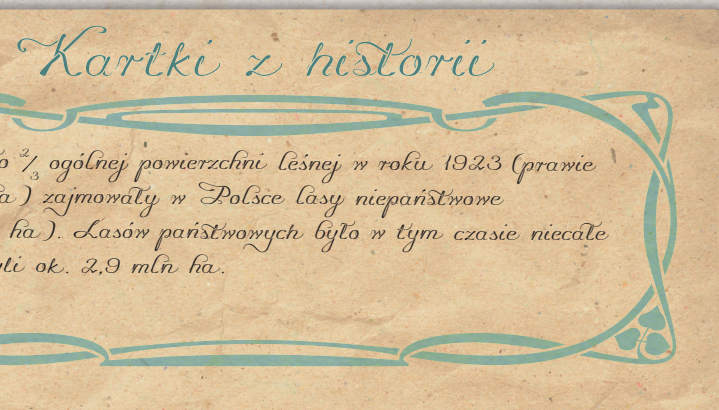 Kartki z historii
2/3 ogólnej powierzchni leśnej w roku 1923 (prawie
) zajmowały w Polsce lasy niepaństwowe
ha). Lasów państwowych było w tym czasie niecałe
ok. 2,9 mln ha.